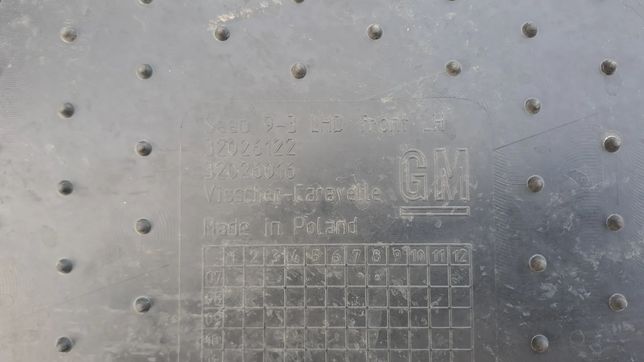 Saab 9-3 LHD front LH
32026122
32026016
Visscher-Caravelle
GM
Made in Poland
1 2 3 4 5 6 7 8 9 10 11 12
07